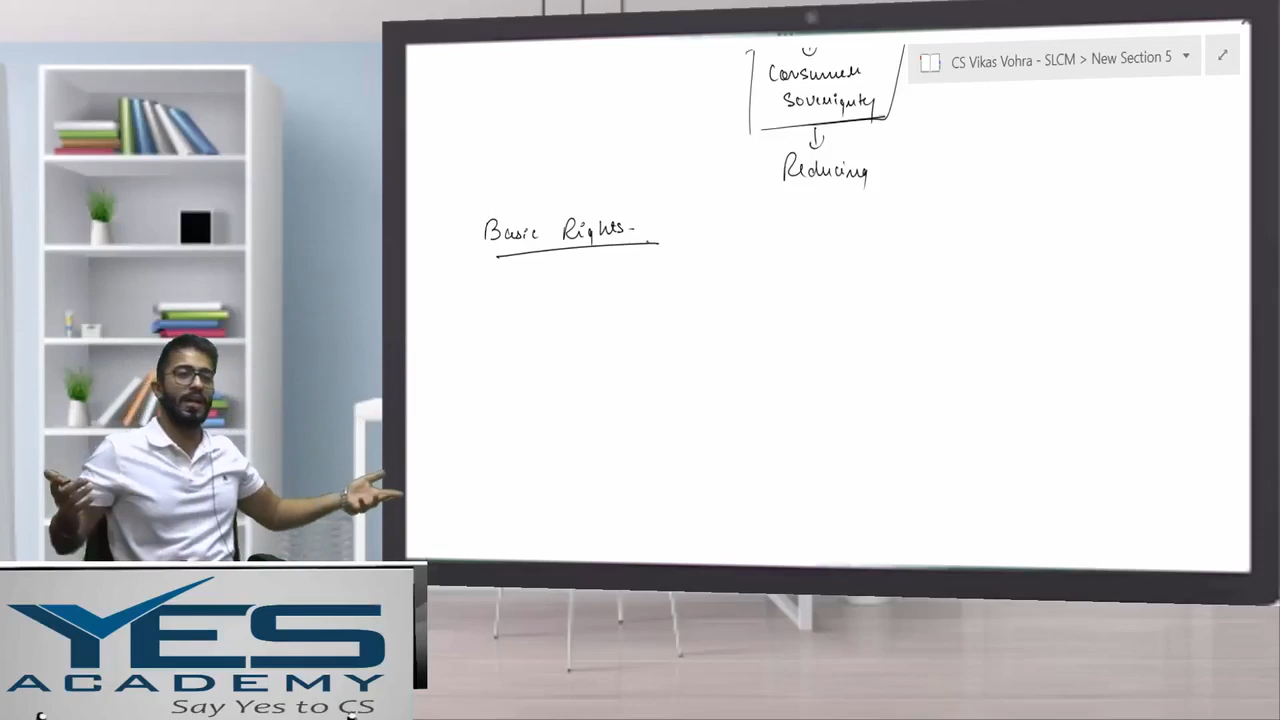 CS Vikas Vohra - SLCM > New Section 5
Consumer
Sovereignty
Reducing
Basic Rights-
YES
ACADEMY
Say Yes to CS